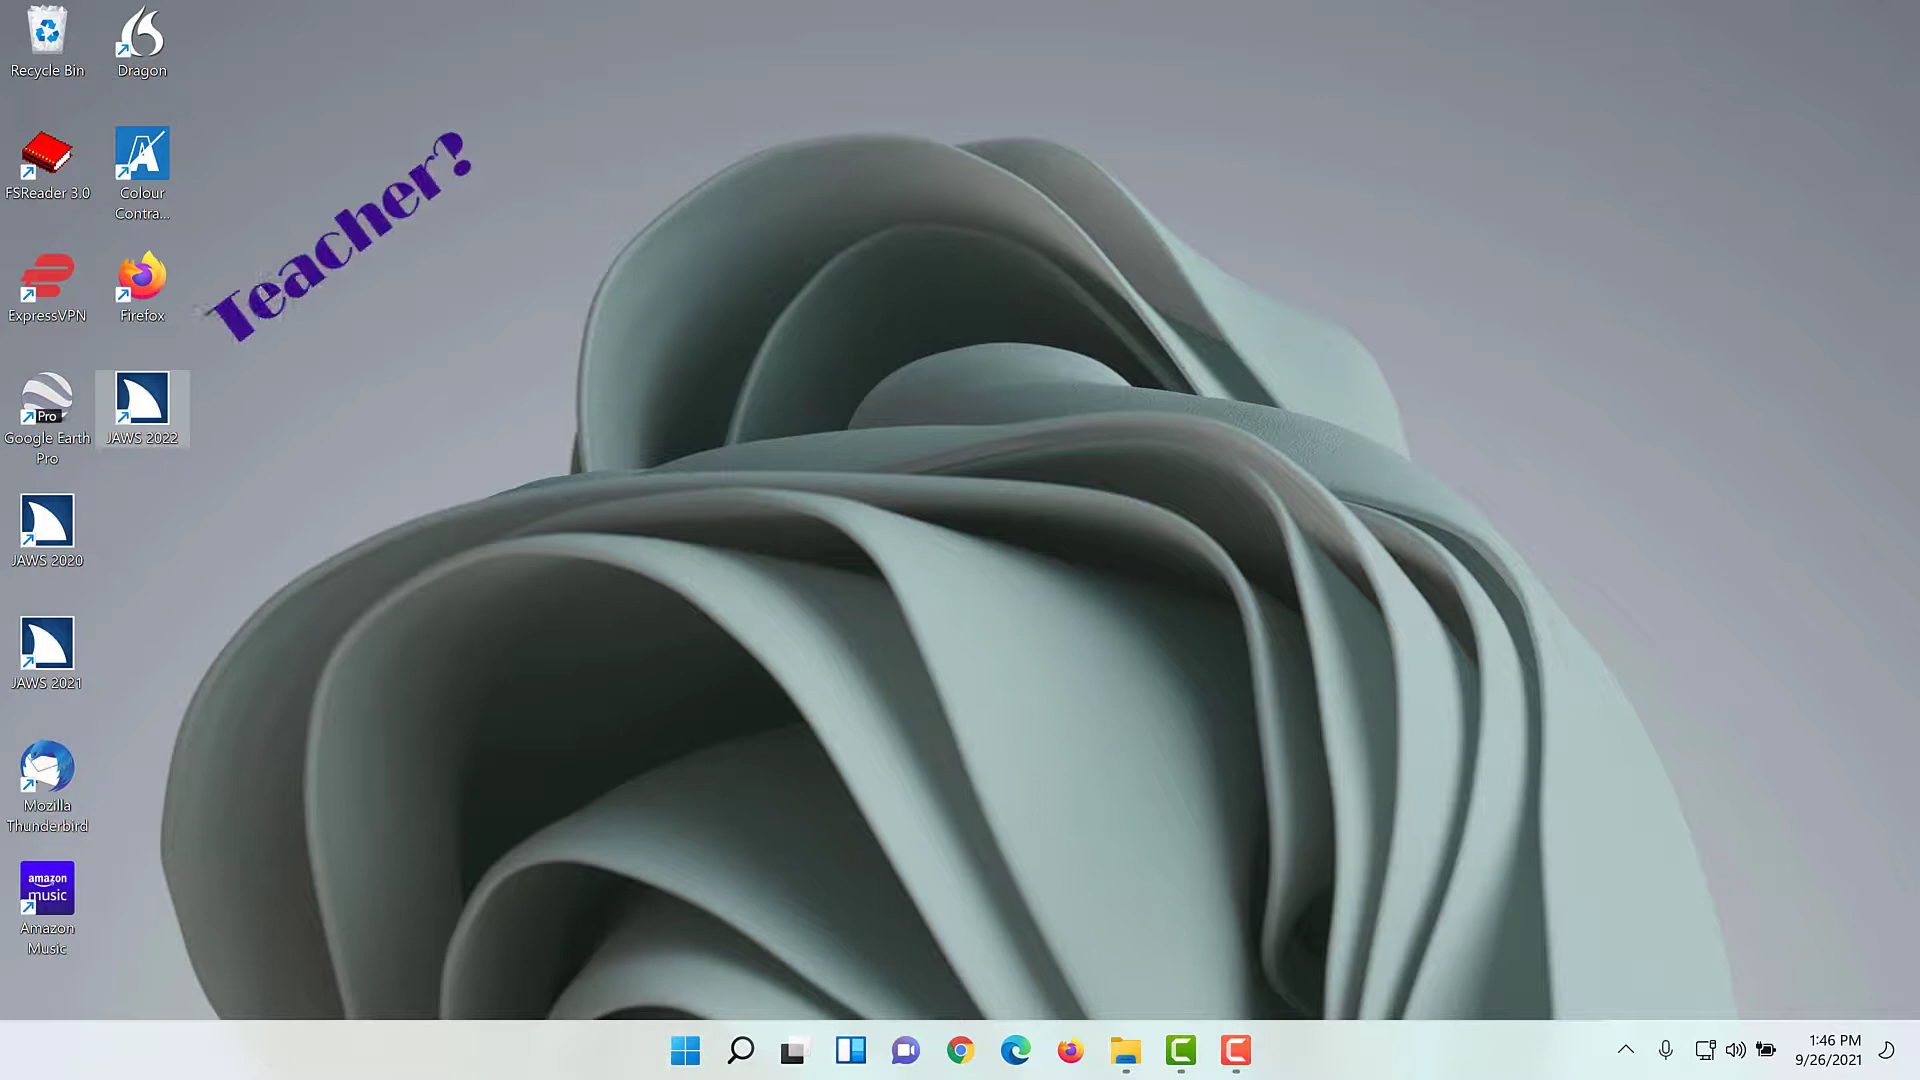 Recycle Bin
Dragon
FSReader 3.0
Colour
Contra...
Teacher?
ExpressVPN
Firefox
Pro
Google Earth
Pro
JAWS 2022
JAWS 2020
JAWS 2021
Mozilla
Thunderbird
amazon
music
Amazon
Music
1:46 PM
9/26/2021